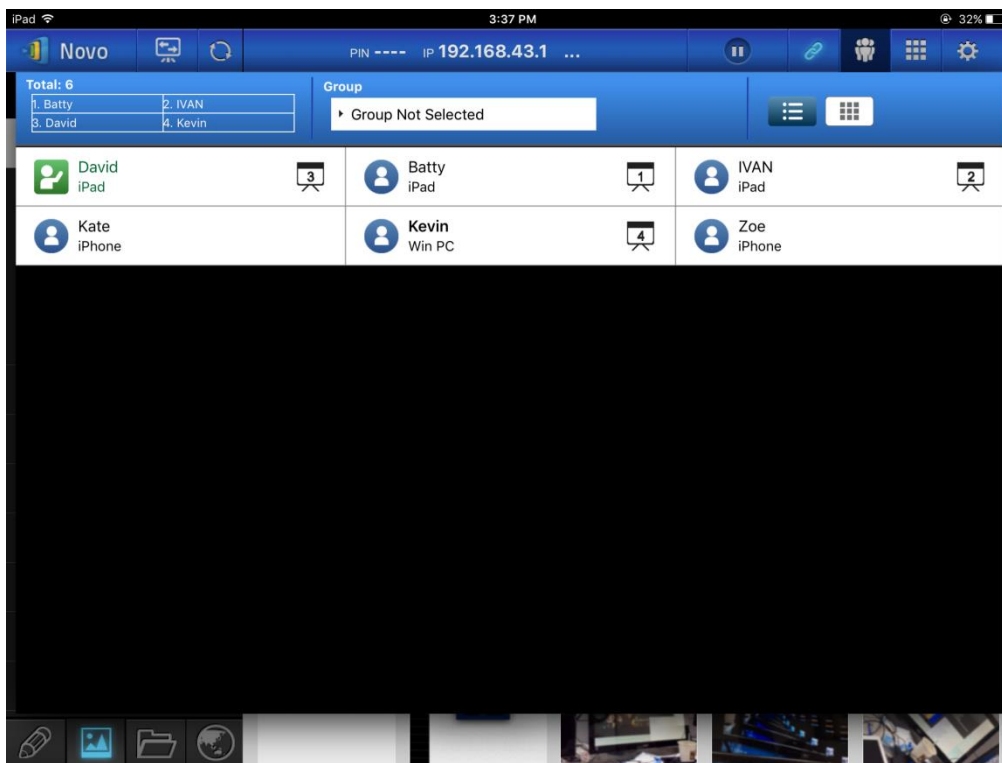 iPad 3:37 PM 32%
Novo PIN ---- IP 192.168.43.1 ...
Total: 6 Group
1. Batty 2. IVAN
3. David 4. Kevin
Group Not Selected
David 3 Batty 1 IVAN 2
iPad iPad iPad
Kate Kevin 4 Zoe
iPhone Win PC iPhone